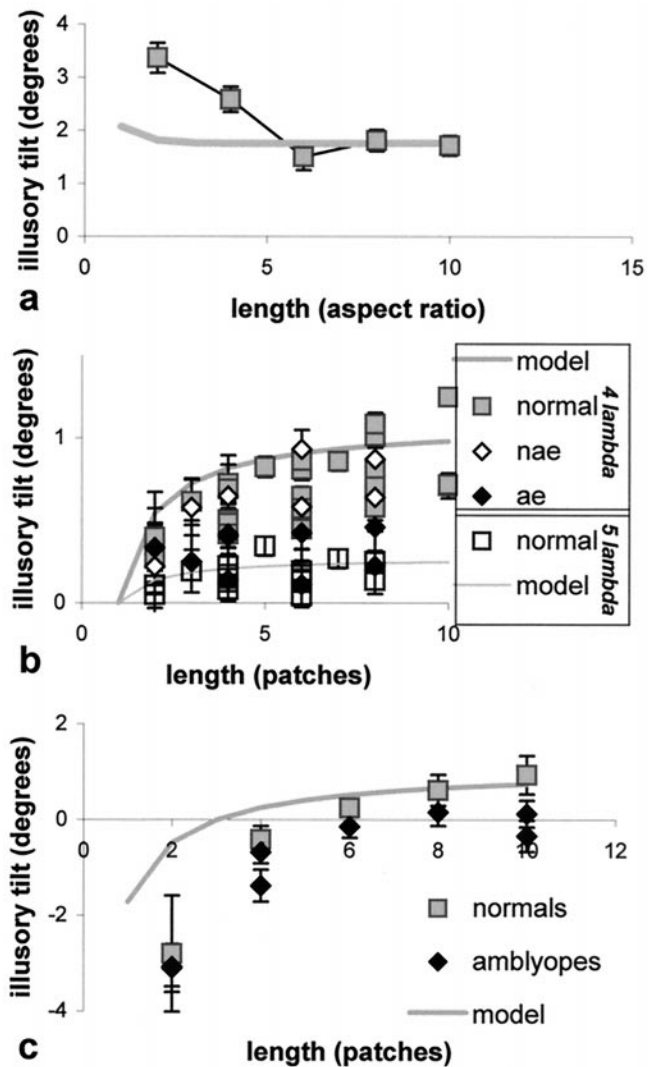 4
3
2
1
0
0 5 10 15
illusory tilt (degrees)
length (aspect ratio)
a
1
0
0 5 10
illusory tilt (degrees)
length (patches)
b
model
normal
nae
ae
4 lambda
normal
model
5 lambda
2
0
-2
-4
0 2 4 6 8 10 12
illusory tilt (degrees)
normals
amblyopes
model
length (patches)
c